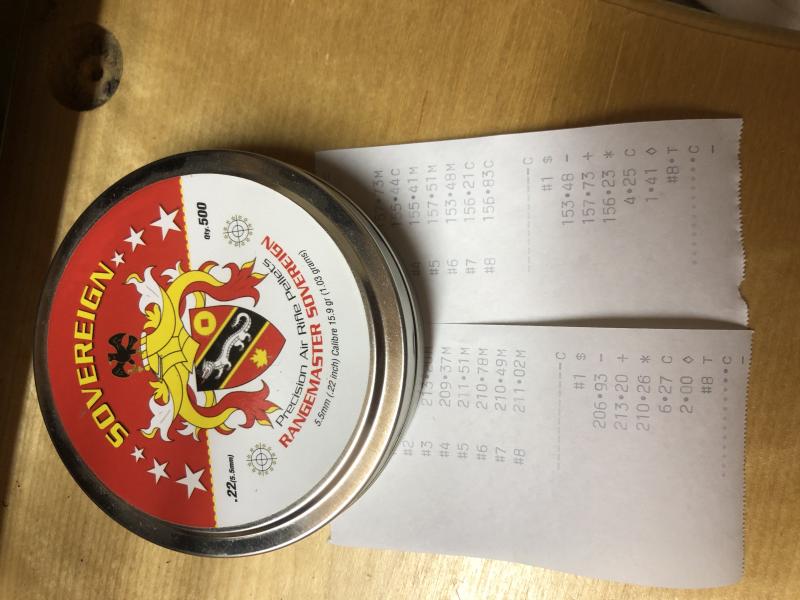 SOVEREIGN
Qty. 500
.22(5.5mm)
Precision Air Rifle Pellets
RANGEMASTER SOVEREIGN
5.5mm (.22 inch) Calibre 15.9 gr (1.03 grams)
155•44C
#4 155•41M
#5 157•51M
#6 153•48M
#7 156•21C
#8 156•83C
--------C
#1 $
153•48 -
157•73 +
156•23 *
4•25 C
1•41 ◊
#8•T
C
-
#2
#3 213•20M
#4 209•37M
#5 211•51M
#6 210•78M
#7 210•49M
#8 211•02M
--------C
#1 $
206•93 -
213•20 +
210•26 *
6•27 C
2•00 ◊
#8 T
C
-